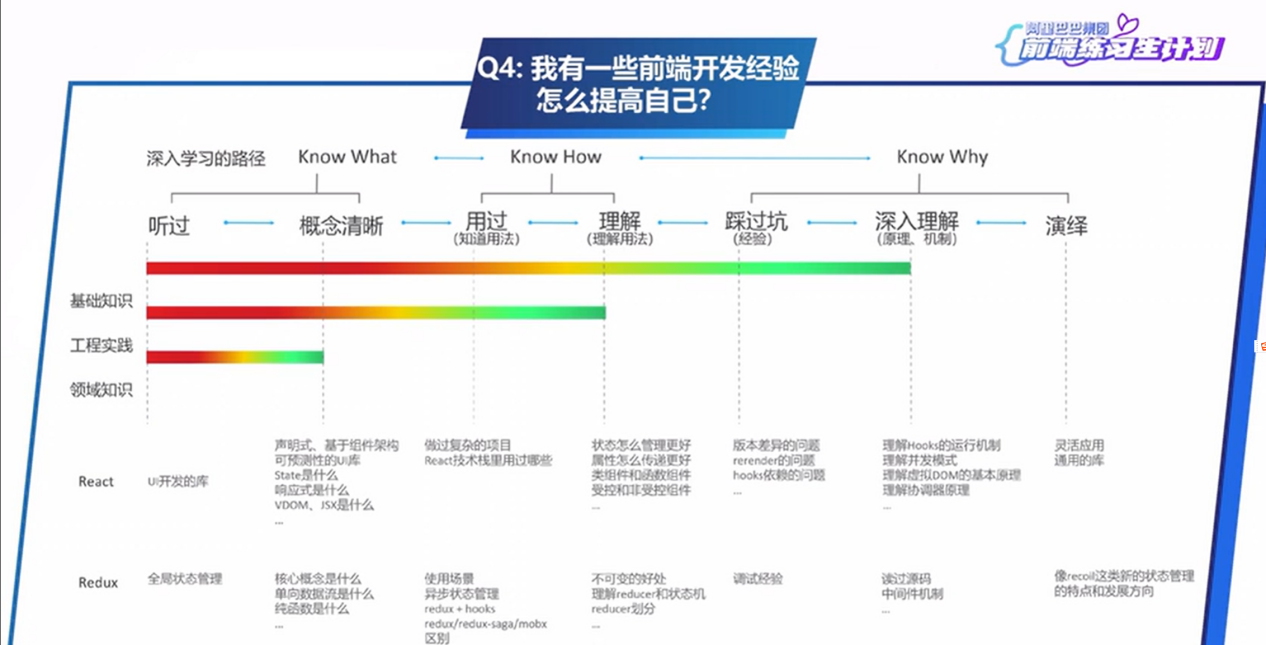 阿里巴巴集团
前端练习生计划
Q4: 我有一些前端开发经验
怎么提高自己?
深入学习的路径 Know What Know How Know Why
听过 概念清晰 用过 理解 踩过坑 深入理解 演绎
(知道用法) (理解用法) (经验) (原理、机制)
基础知识
工程实践
领域知识
React
UI开发的库
声明式、基于组件架构
可预测性的UI库
State是什么
响应式是什么
VDOM、JSX是什么
...
做过复杂的项目
React技术栈里用过哪些
状态怎么管理更好
属性怎么传递更好
类组件和函数组件
受控和非受控组件
...
版本差异的问题
rerender的问题
hooks依赖的问题
...
理解Hooks的运行机制
理解并发模式
理解虚拟DOM的基本原理
理解协调器原理
...
灵活应用
通用的库
Redux
全局状态管理
核心概念是什么
单向数据流是什么
纯函数是什么
...
使用场景
异步状态管理
redux + hooks
redux/redux-saga/mobx
区别
不可变的好处
理解reducer和状态机
reducer划分
...
调试经验
读过源码
中间件机制
...
像recoil这类新的状态管理
的特点和发展方向